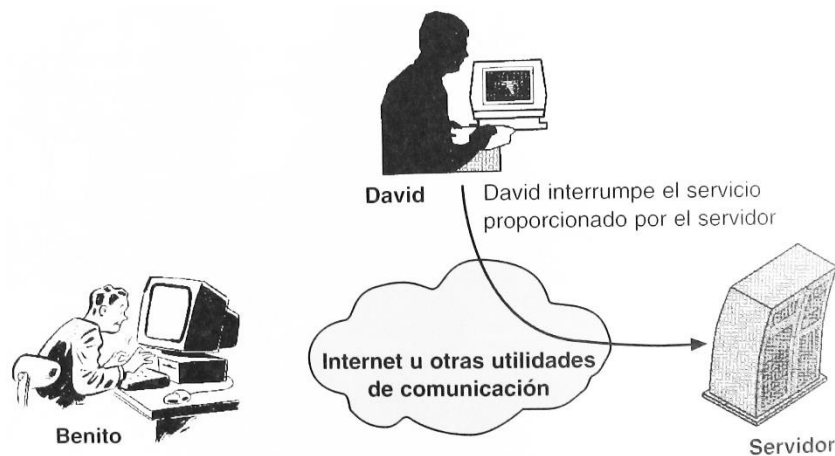 David
David interrumpe el servicio
proporcionado por el servidor
Internet u otras utilidades
de comunicación
Benito
Servidor